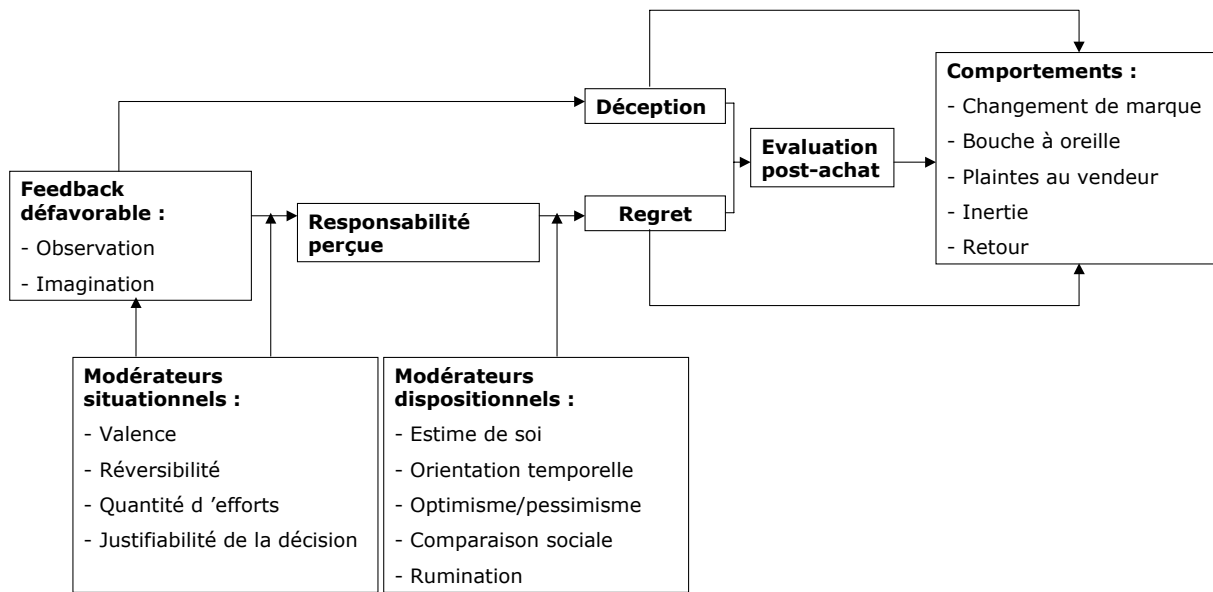 Déception
Comportements :
- Changement de marque
- Bouche à oreille
- Plaintes au vendeur
- Inertie
- Retour
Evaluation
post-achat
Feedback
défavorable :
- Observation
- Imagination
Responsabilité
perçue
Regret
Modérateurs
situationnels :
- Valence
- Réversibilité
- Quantité d ’efforts
- Justifiabilité de la décision
Modérateurs
dispositionnels :
- Estime de soi
- Orientation temporelle
- Optimisme/pessimisme
- Comparaison sociale
- Rumination